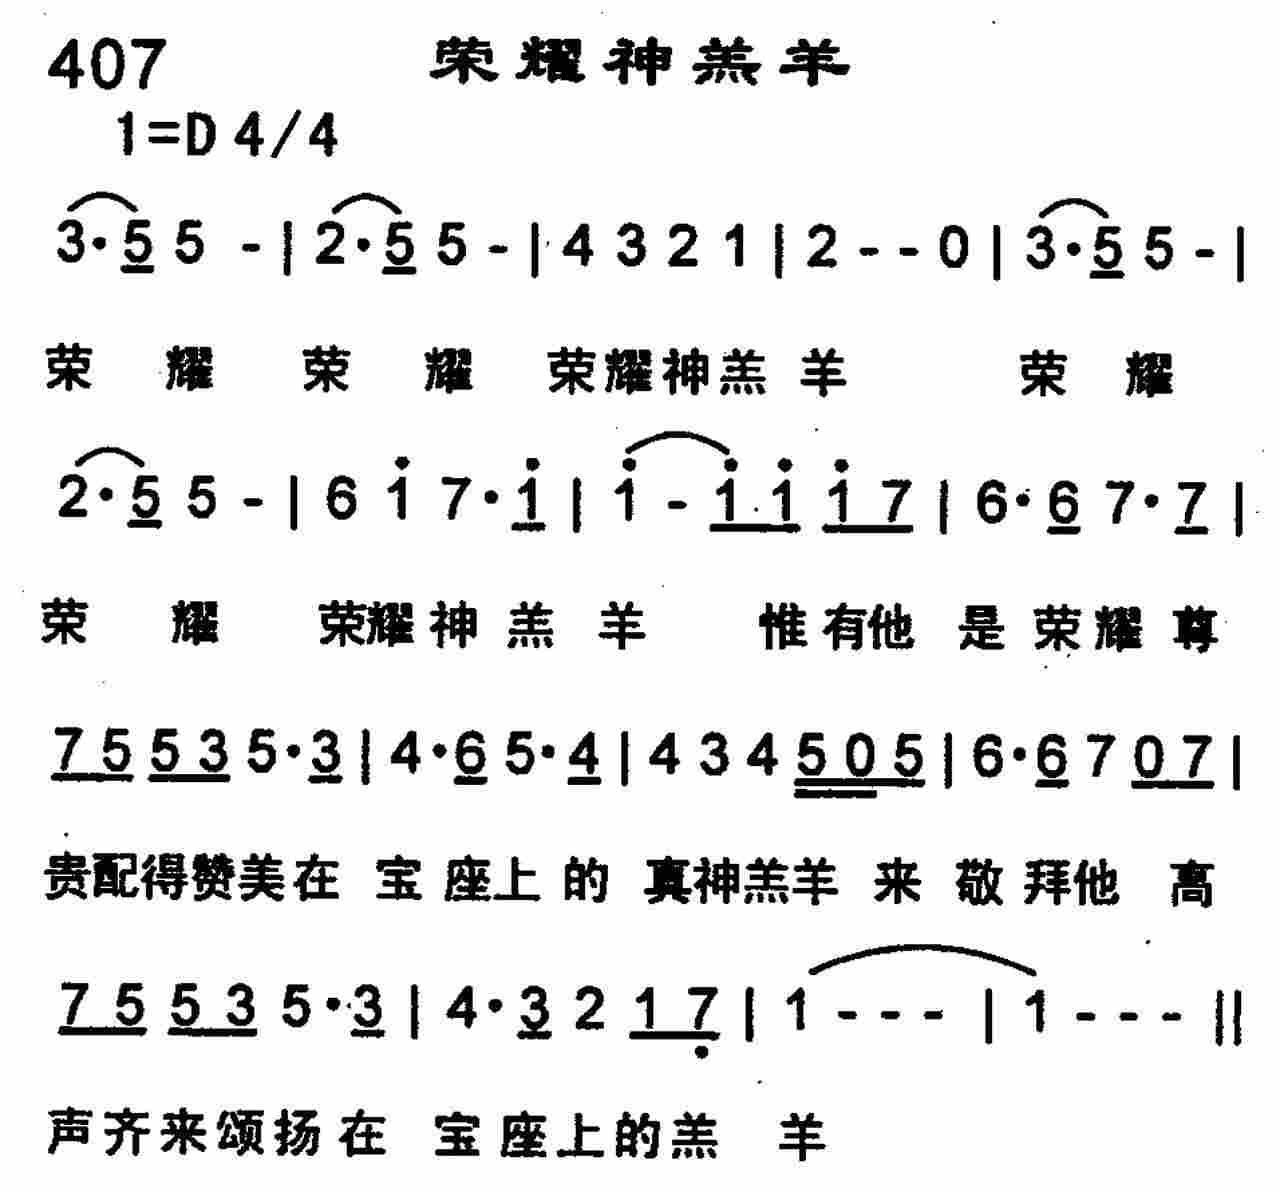 407 荣耀神羔羊
1=D 4/4
3·5 5 - | 2·5 5 - | 4 3 2 1 | 2 - - 0 | 3·5 5 - |
荣 耀 荣 耀 荣耀神羔 羊 荣 耀
2·5 5 - | 6 i 7·i | i - i i i 7 | 6·6 7·7 |
荣 耀 荣耀 神 羔 羊 惟有他 是 荣耀 尊
7 5 5 3 5·3 | 4·6 5·4 | 4 3 4 5 0 5 | 6·6 7 0 7 |
贵配得赞美在 宝 座上 的 真神羔羊 来 敬 拜他 高
7 5 5 3 5·3 | 4·3 2 1 7̣ | 1 - - - | 1 - - - ||
声齐来颂扬在 宝 座上的羔 羊